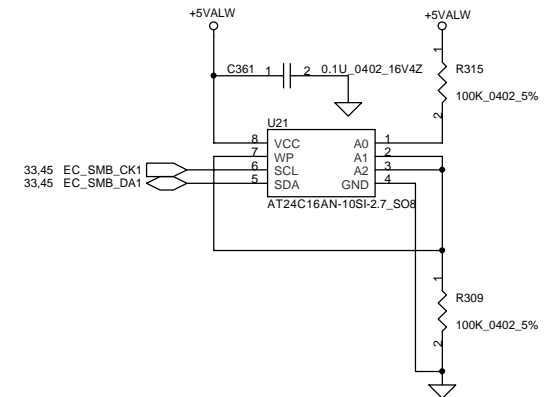 +5VALW
+5VALW
C361 1 2 0.1U_0402_16V4Z
1
R315
100K_0402_5%
2
U21
8 VCC A0 1
7 WP A1 2
33,45 EC_SMB_CK1 6 SCL A2 3
33,45 EC_SMB_DA1 5 SDA GND 4
AT24C16AN-10SI-2.7_SO8
1
R309
100K_0402_5%
2